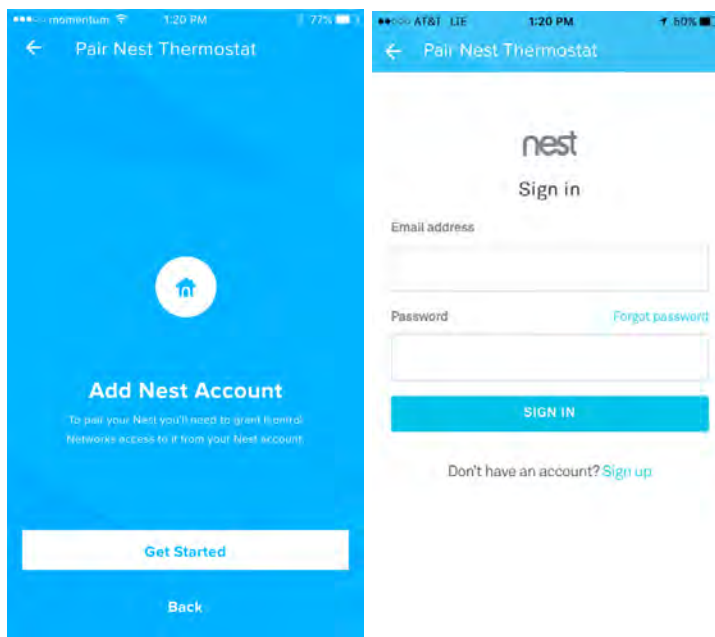 momentum 1:20 PM 77%
Pair Nest Thermostat
Add Nest Account
To pair your Nest you'll need to grant Icontrol
Networks access to it from your Nest account.
Get Started
Back
AT&T LTE 1:20 PM 50%
Pair Nest Thermostat
nest
Sign in
Email address
Password Forgot password
SIGN IN
Don't have an account? Sign up